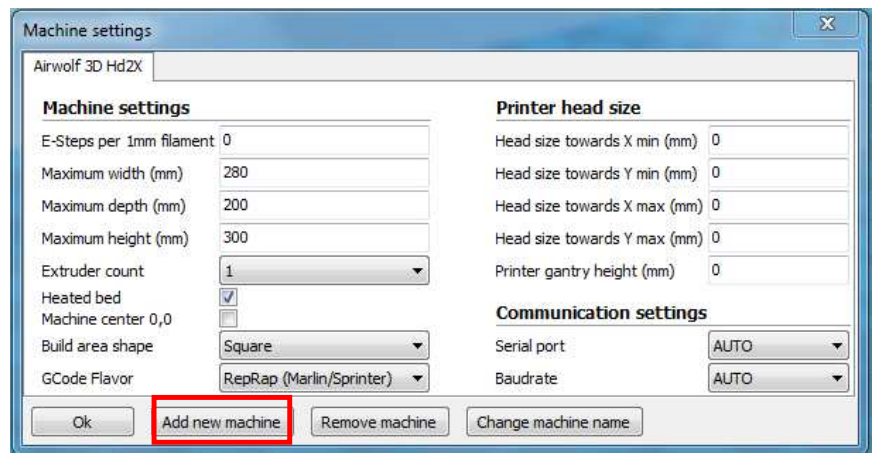 Machine settings
X
Airwolf 3D Hd2X
Machine settings
E-Steps per 1mm filament 0
Maximum width (mm) 280
Maximum depth (mm) 200
Maximum height (mm) 300
Extruder count 1
Heated bed
Machine center 0,0
Build area shape Square
GCode Flavor RepRap (Marlin/Sprinter)
Printer head size
Head size towards X min (mm) 0
Head size towards Y min (mm) 0
Head size towards X max (mm) 0
Head size towards Y max (mm) 0
Printer gantry height (mm) 0
Communication settings
Serial port AUTO
Baudrate AUTO
Ok Add new machine Remove machine Change machine name